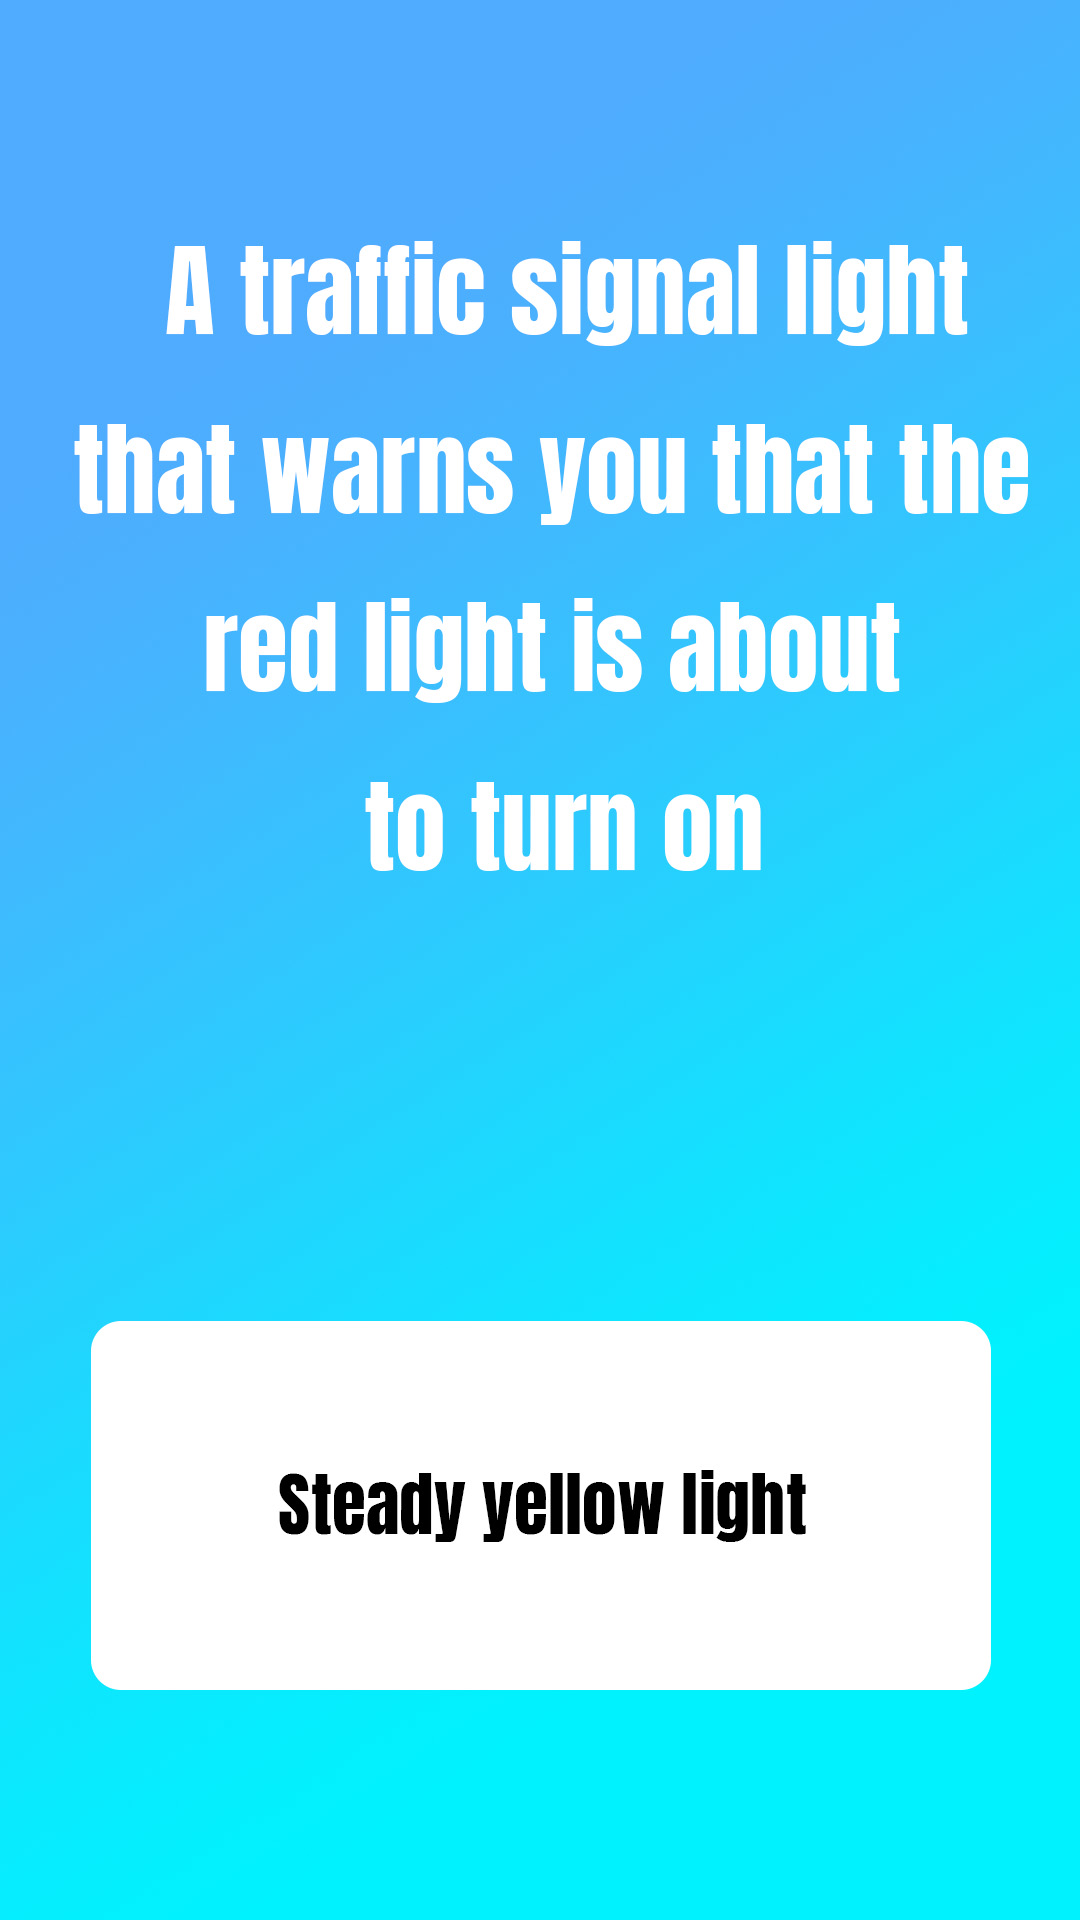 A traffic signal light
that warns you that the
red light is about
to turn on
Steady yellow light